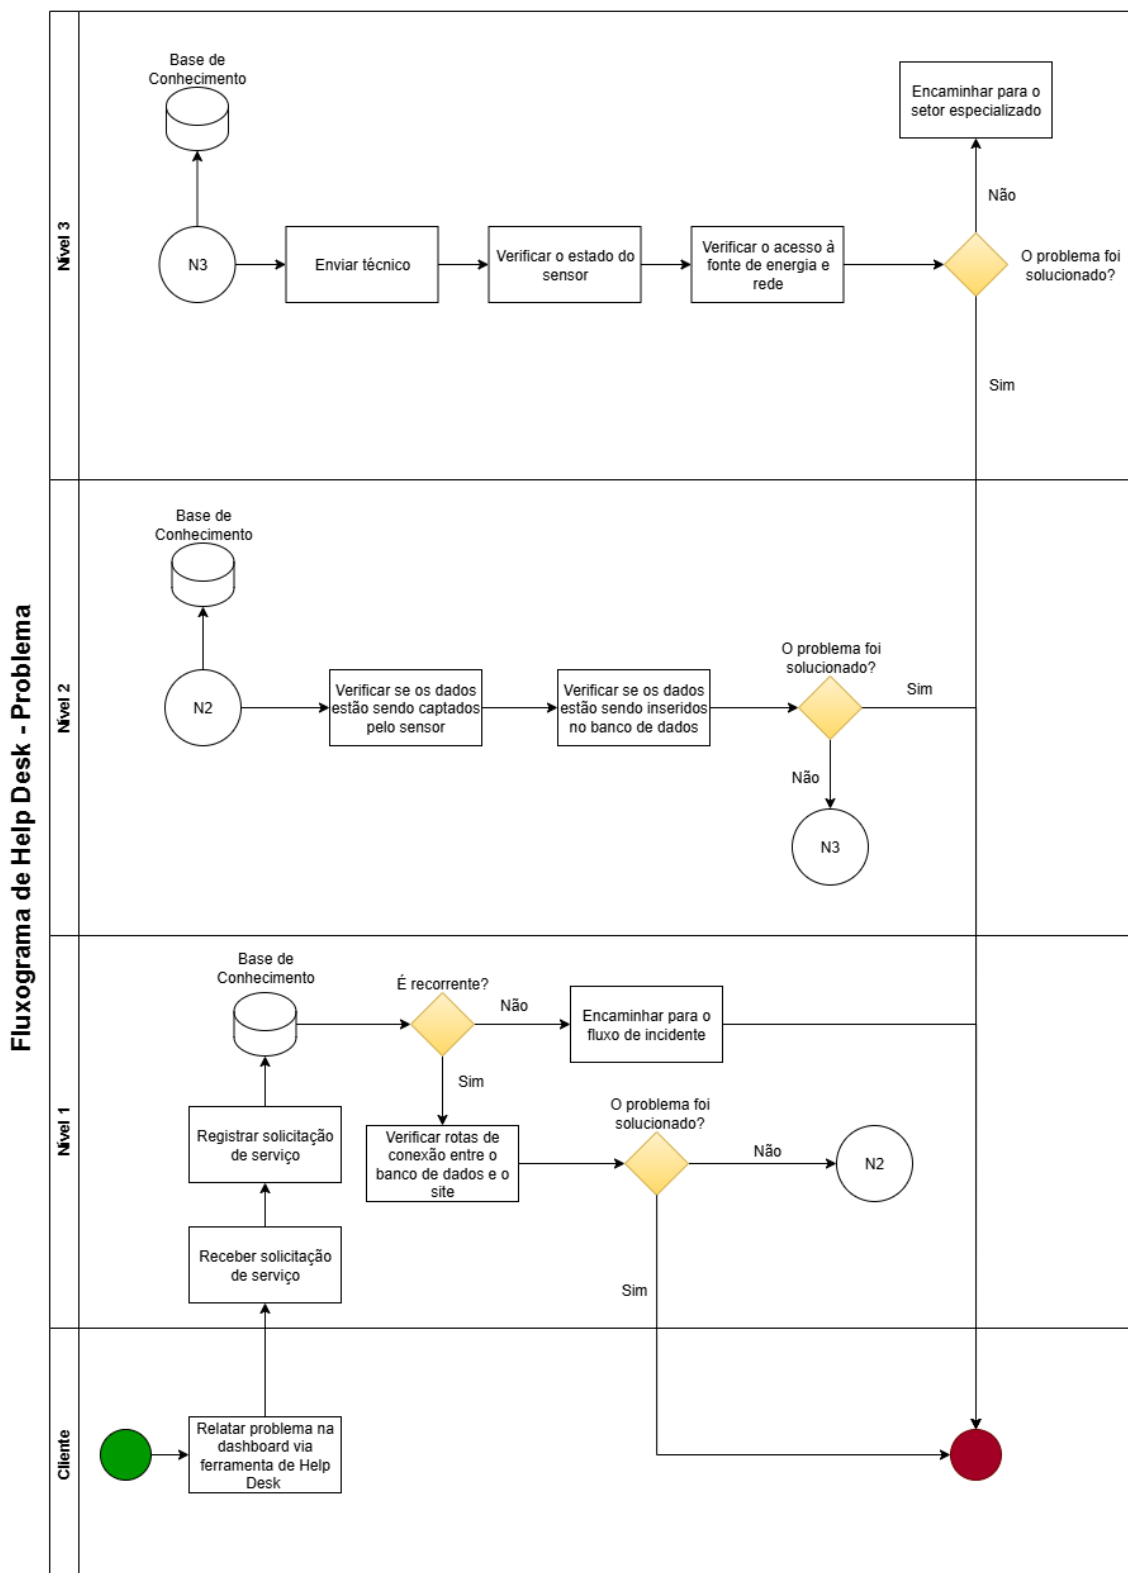 Fluxograma de Help Desk - Problema
Nível 3
Base de
Conhecimento
N3
Enviar técnico
Verificar o estado do
sensor
Verificar o acesso à
fonte de energia e
rede
Encaminhar para o
setor especializado
Não
O problema foi
solucionado?
Sim
Nível 2
Base de
Conhecimento
N2
Verificar se os dados
estão sendo captados
pelo sensor
Verificar se os dados
estão sendo inseridos
no banco de dados
O problema foi
solucionado?
Sim
Não
N3
Nível 1
Base de
Conhecimento
É recorrente?
Não
Encaminhar para o
fluxo de incidente
Sim
Registrar solicitação
de serviço
Verificar rotas de
conexão entre o
banco de dados e o
site
O problema foi
solucionado?
Não
N2
Receber solicitação
de serviço
Sim
Cliente
Relatar problema na
dashboard via
ferramenta de Help
Desk